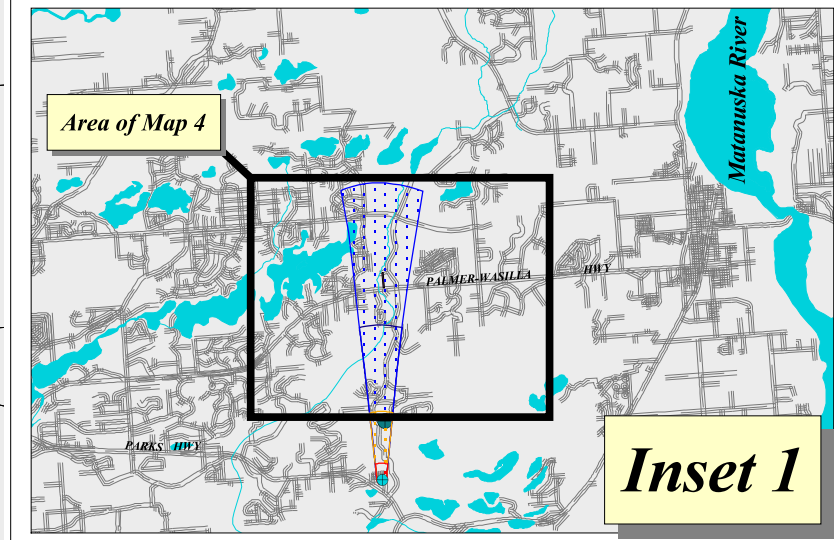 Matanuska River
Area of Map 4
PALMER-WASILLA HWY
PARKS HWY
Inset 1